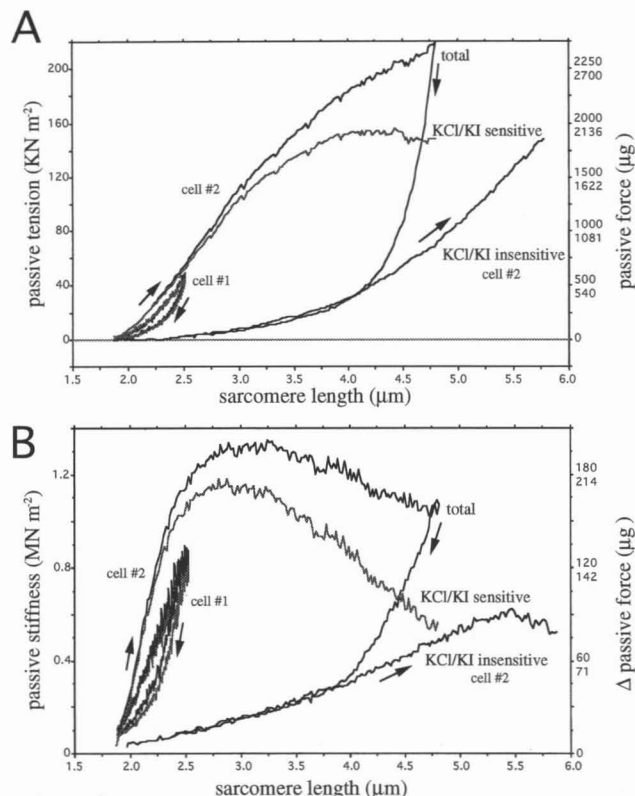 A
passive tension (KN m-2)
200
160
120
80
40
0
total
KCl/KI sensitive
cell #2
cell #1
KCl/KI insensitive
cell #2
2250
2700
2000
2136
1500
1622
1000
1081
500
540
0
passive force (µg)
1.5 2.0 2.5 3.0 3.5 4.0 4.5 5.0 5.5 6.0
sarcomere length (µm)
B
passive stiffness (MN m-2)
1.2
0.8
0.4
0
total
cell #2
cell #1
KCl/KI sensitive
KCl/KI insensitive
cell #2
180
214
120
142
60
71
0
Δ passive force (µg)
1.5 2.0 2.5 3.0 3.5 4.0 4.5 5.0 5.5 6.0
sarcomere length (µm)